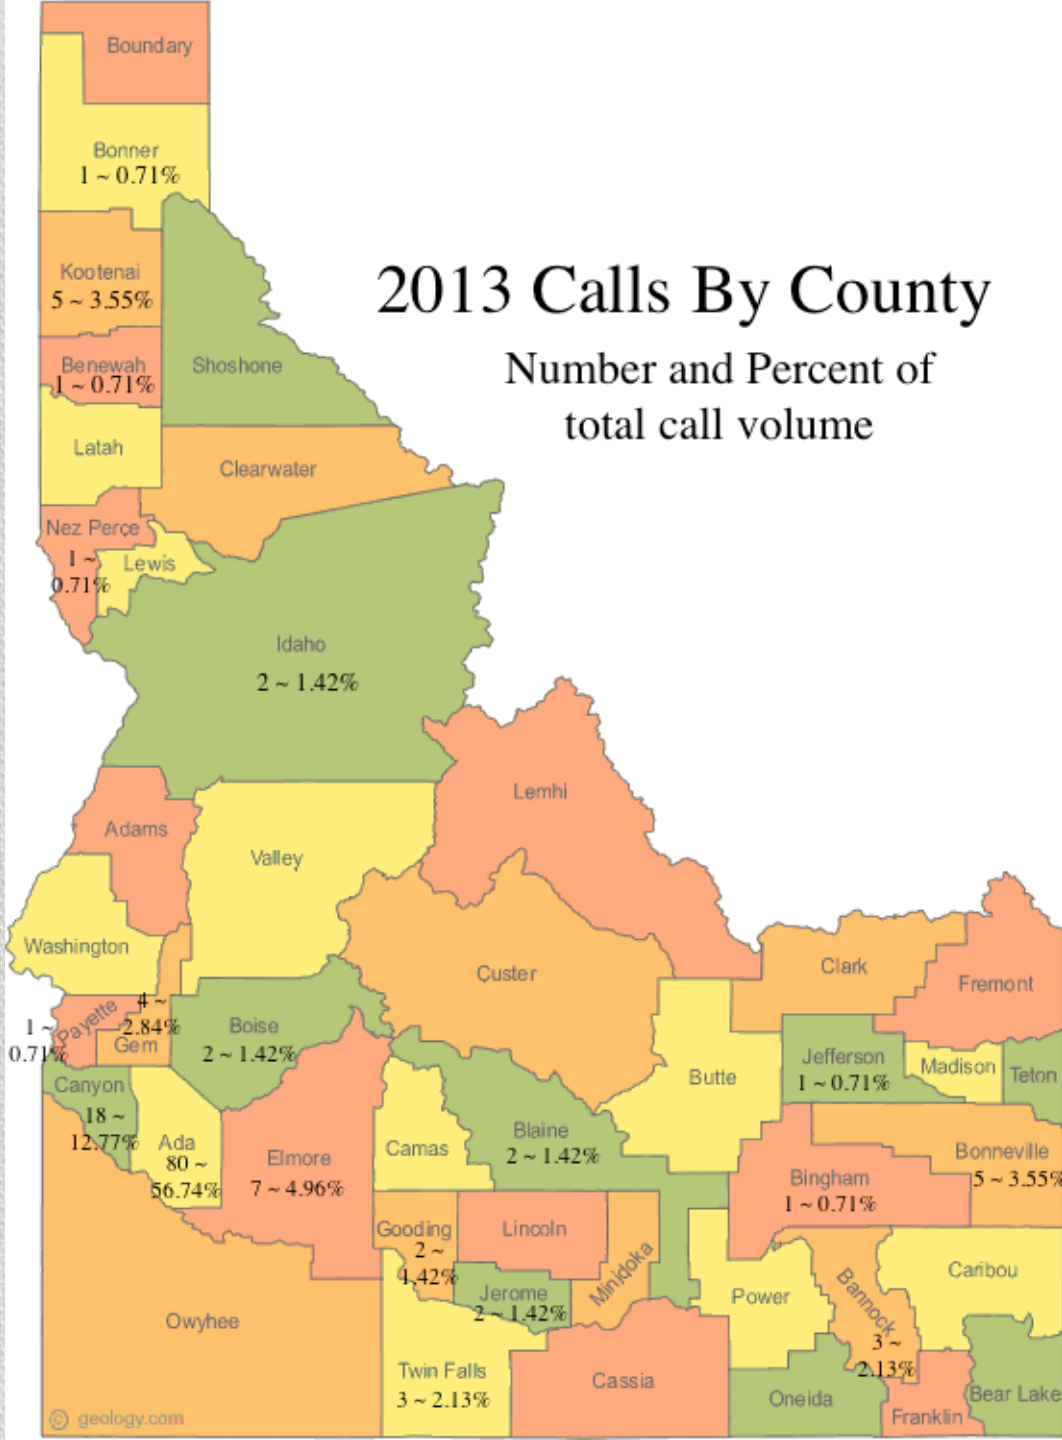 Boundary
Bonner
1 ~ 0.71%
2013 Calls By County
Number and Percent of
total call volume
Kootenai
5 ~ 3.55%
Benewah
1 ~ 0.71%
Shoshone
Latah
Clearwater
Nez Perçe
1 ~
0.71%
Lewis
Idaho
2 ~ 1.42%
Lemhi
Adams
Valley
Washington
Custer
Clark
Fremont
Payette
1 ~
0.71%
4 ~
2.84%
Gem
Boise
2 ~ 1.42%
Butte
Jefferson
1 ~ 0.71%
Madison
Teton
Canyon
18 ~
12.77%
Ada
80 ~
56.74%
Elmore
7 ~ 4.96%
Camas
Blaine
2 ~ 1.42%
Bingham
1 ~ 0.71%
Bonneville
5 ~ 3.55%
Gooding
2 ~
1.42%
Lincoln
Minidoka
Jerome
2 ~ 1.42%
Power
Bannock
3 ~
2.13%
Caribou
Owyhee
Twin Falls
3 ~ 2.13%
Cassia
Oneida
Franklin
Bear Lake
© geology.com